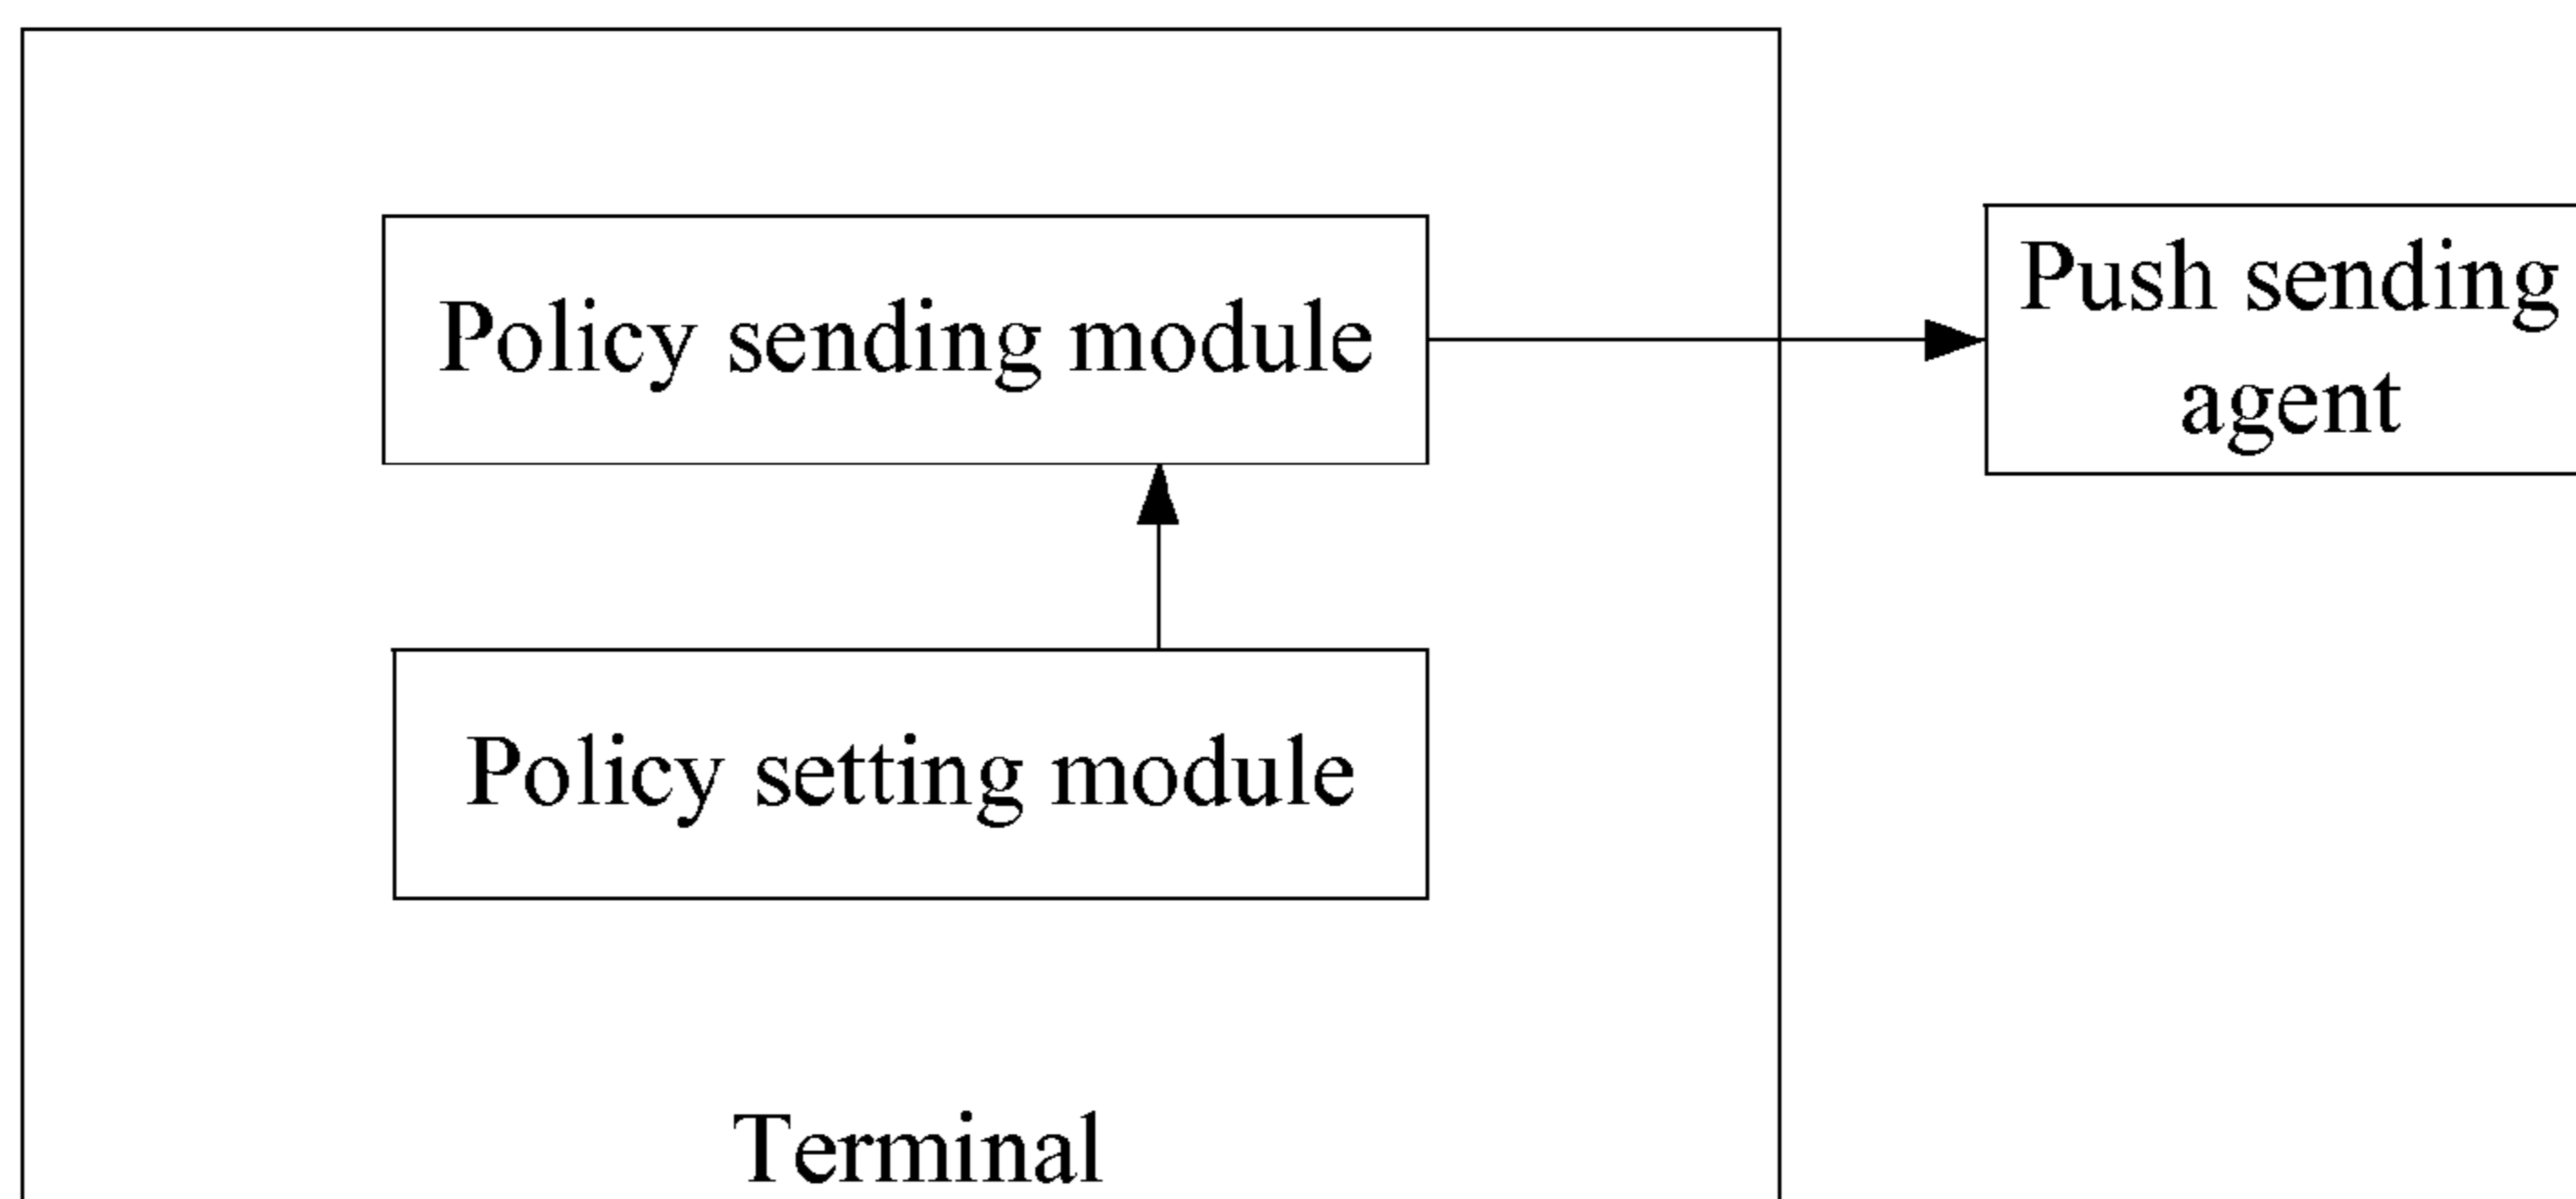 Policy sending module
Push sending
agent
Policy setting module
Terminal